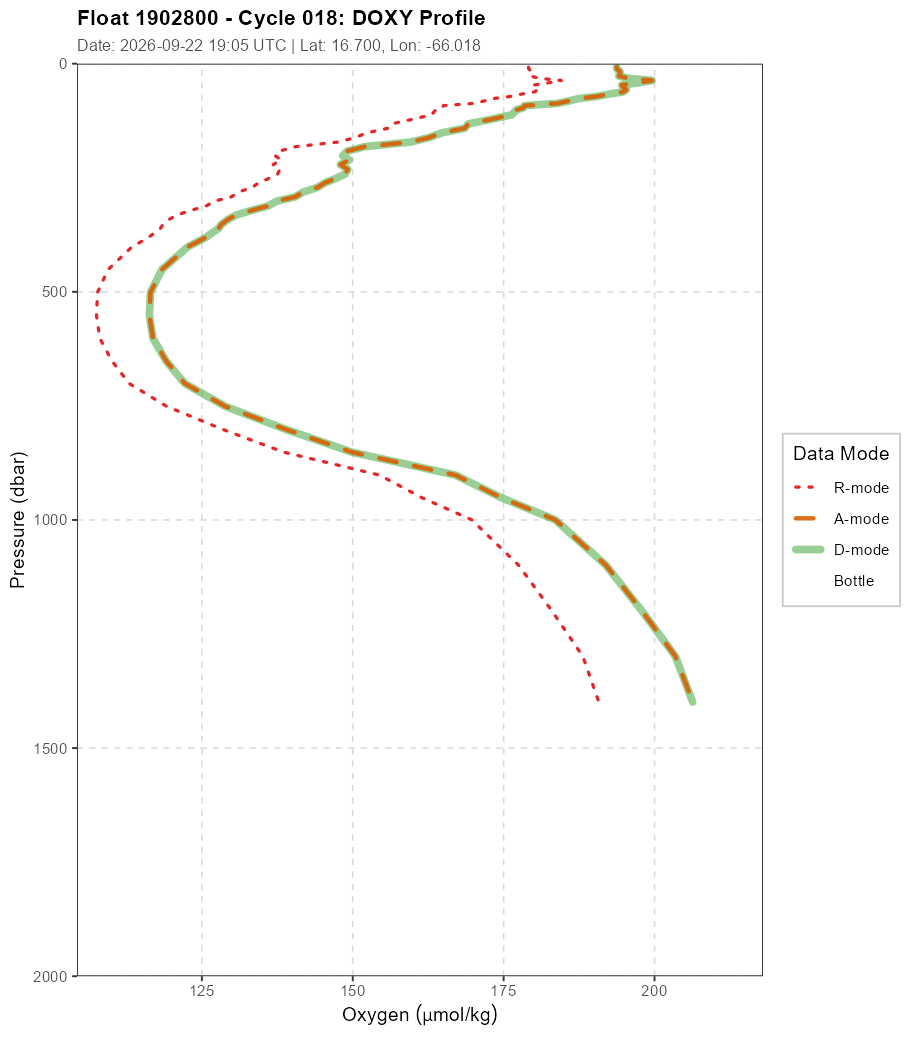 Float 1902800 - Cycle 018: DOXY Profile
Date: 2026-09-22 19:05 UTC | Lat: 16.700, Lon: -66.018
0
500
1000
1500
2000
Pressure (dbar)
125 150 175 200
Oxygen (µmol/kg)
Data Mode
R-mode
A-mode
D-mode
Bottle